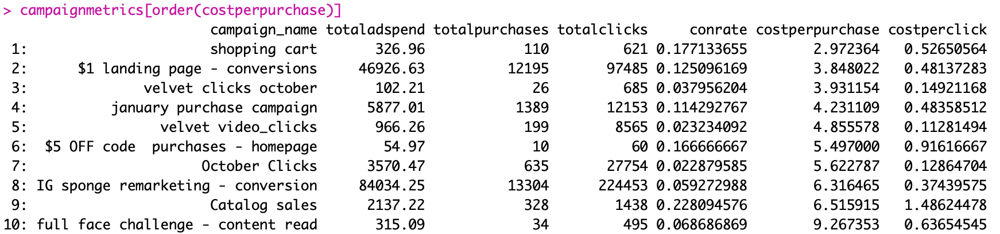 > campaignmetrics[order(costperpurchase)]
campaign_name totaladspend totalpurchases totalclicks conrate costperpurchase costperclick
1: shopping cart 326.96 110 621 0.177133655 2.972364 0.52650564
2: $1 landing page - conversions 46926.63 12195 97485 0.125096169 3.848022 0.48137283
3: velvet clicks october 102.21 26 685 0.037956204 3.931154 0.14921168
4: january purchase campaign 5877.01 1389 12153 0.114292767 4.231109 0.48358512
5: velvet video_clicks 966.26 199 8565 0.023234092 4.855578 0.11281494
6: $5 OFF code  purchases - homepage 54.97 10 60 0.166666667 5.497000 0.91616667
7: October Clicks 3570.47 635 27754 0.022879585 5.622787 0.12864704
8: IG sponge remarketing - conversion 84034.25 13304 224453 0.059272988 6.316465 0.37439575
9: Catalog sales 2137.22 328 1438 0.228094576 6.515915 1.48624478
10: full face challenge - content read 315.09 34 495 0.068686869 9.267353 0.63654545